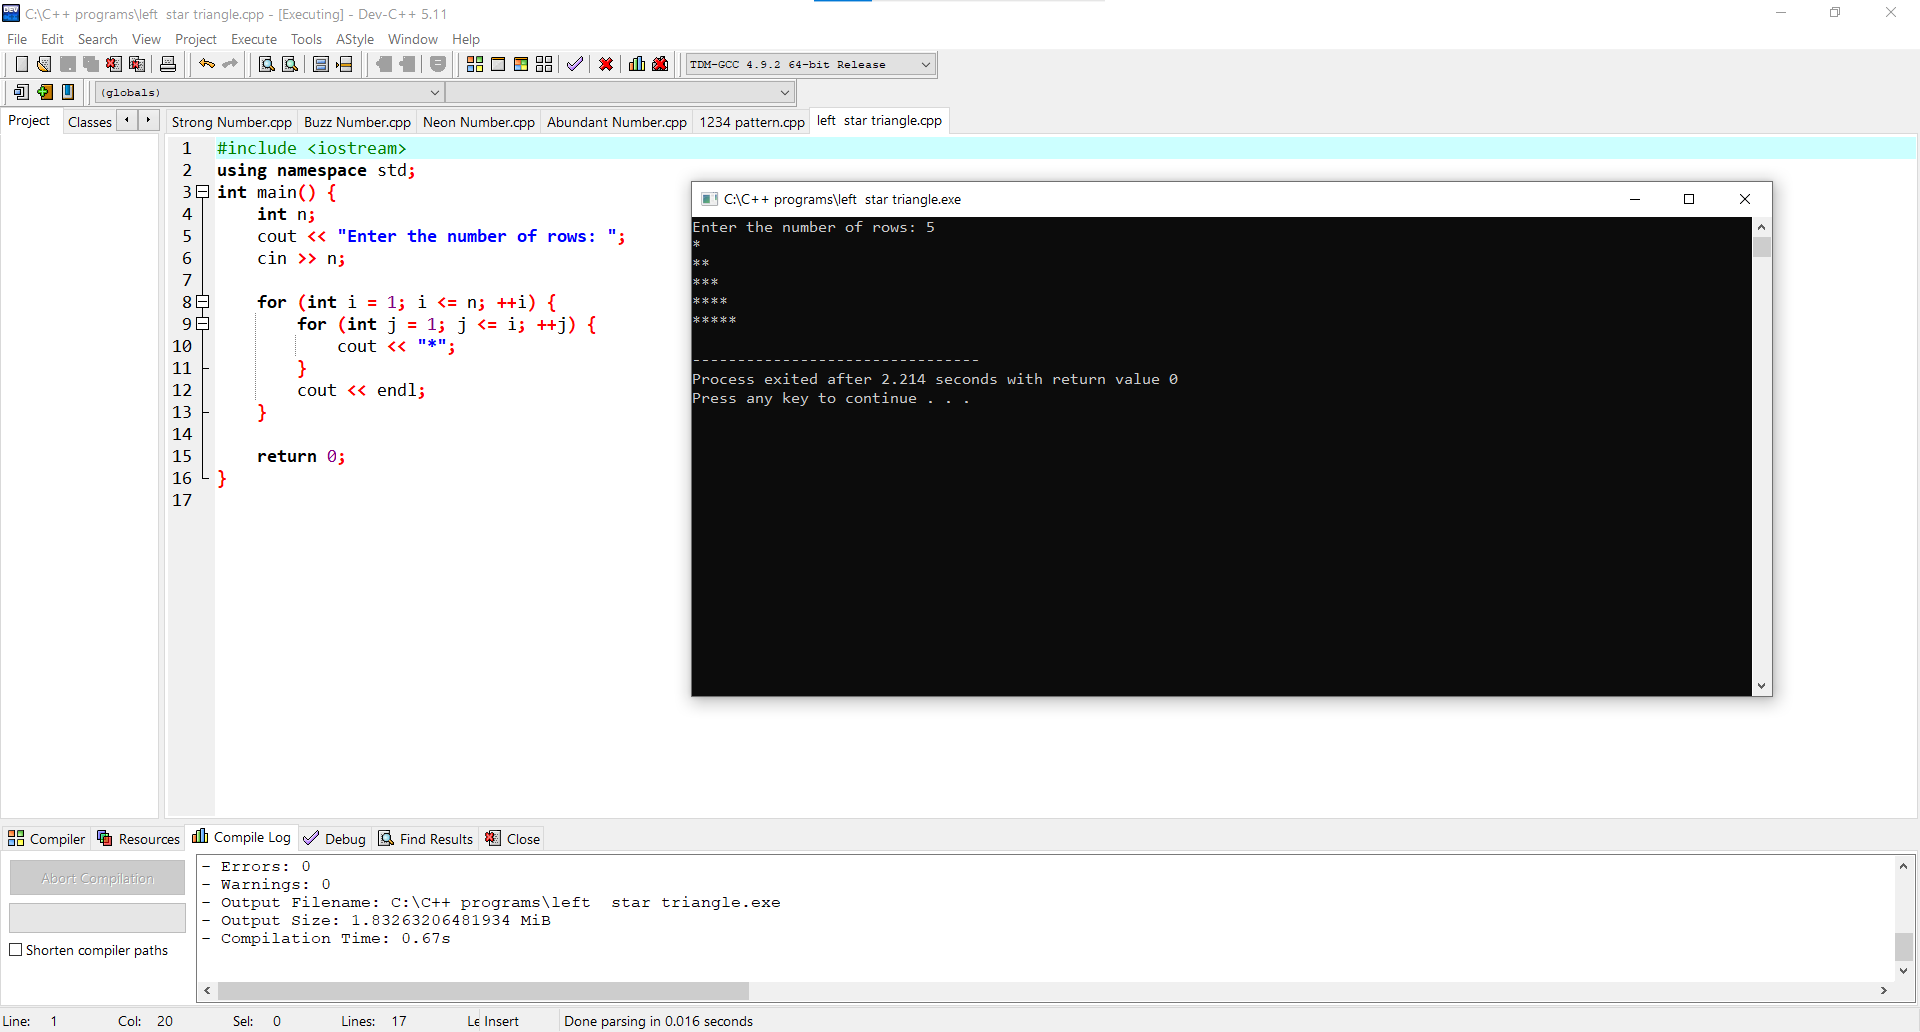 C:\C++ programs\left  star triangle.cpp - [Executing] - Dev-C++ 5.11
File Edit Search View Project Execute Tools AStyle Window Help
TDM-GCC 4.9.2 64-bit Release
(globals)
Project Classes Strong Number.cpp Buzz Number.cpp Neon Number.cpp Abundant Number.cpp 1234 pattern.cpp left  star triangle.cpp
1 #include <iostream>
2 using namespace std;
3 int main() {
4     int n;
5     cout << "Enter the number of rows: ";
6     cin >> n;
7
8     for (int i = 1; i <= n; ++i) {
9         for (int j = 1; j <= i; ++j) {
10             cout << "*";
11         }
12         cout << endl;
13     }
14
15     return 0;
16 }
17
C:\C++ programs\left  star triangle.exe
Enter the number of rows: 5
*
**
***
****
*****
--------------------------------
Process exited after 2.214 seconds with return value 0
Press any key to continue . . .
Compiler Resources Compile Log Debug Find Results Close
Abort Compilation
Shorten compiler paths
- Errors: 0
- Warnings: 0
- Output Filename: C:\C++ programs\left  star triangle.exe
- Output Size: 1.83263206481934 MiB
- Compilation Time: 0.67s
Line: 1 Col: 20 Sel: 0 Lines: 17 Le Insert Done parsing in 0.016 seconds